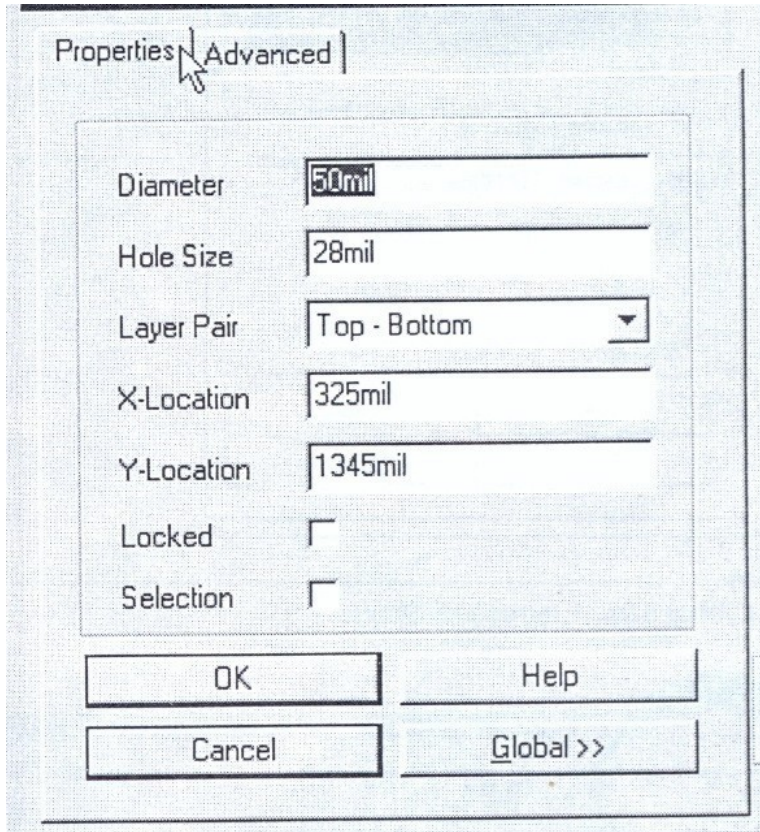 Properties Advanced
Diameter 50mil
Hole Size 28mil
Layer Pair Top - Bottom
X-Location 325mil
Y-Location 1345mil
Locked
Selection
OK Help
Cancel Global >>